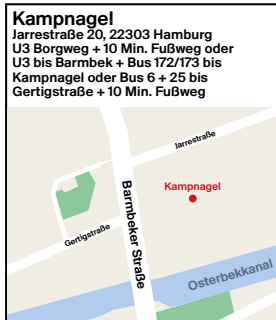 Kampnagel
Jarrestraße 20, 22303 Hamburg
U3 Borgweg + 10 Min. Fußweg oder
U3 bis Barmbek + Bus 172/173 bis
Kampnagel oder Bus 6 + 25 bis
Gertigstraße + 10 Min. Fußweg
Jarrestraße
Kampnagel
Barmbeker Straße
Gertigstraße
Osterbekkanal